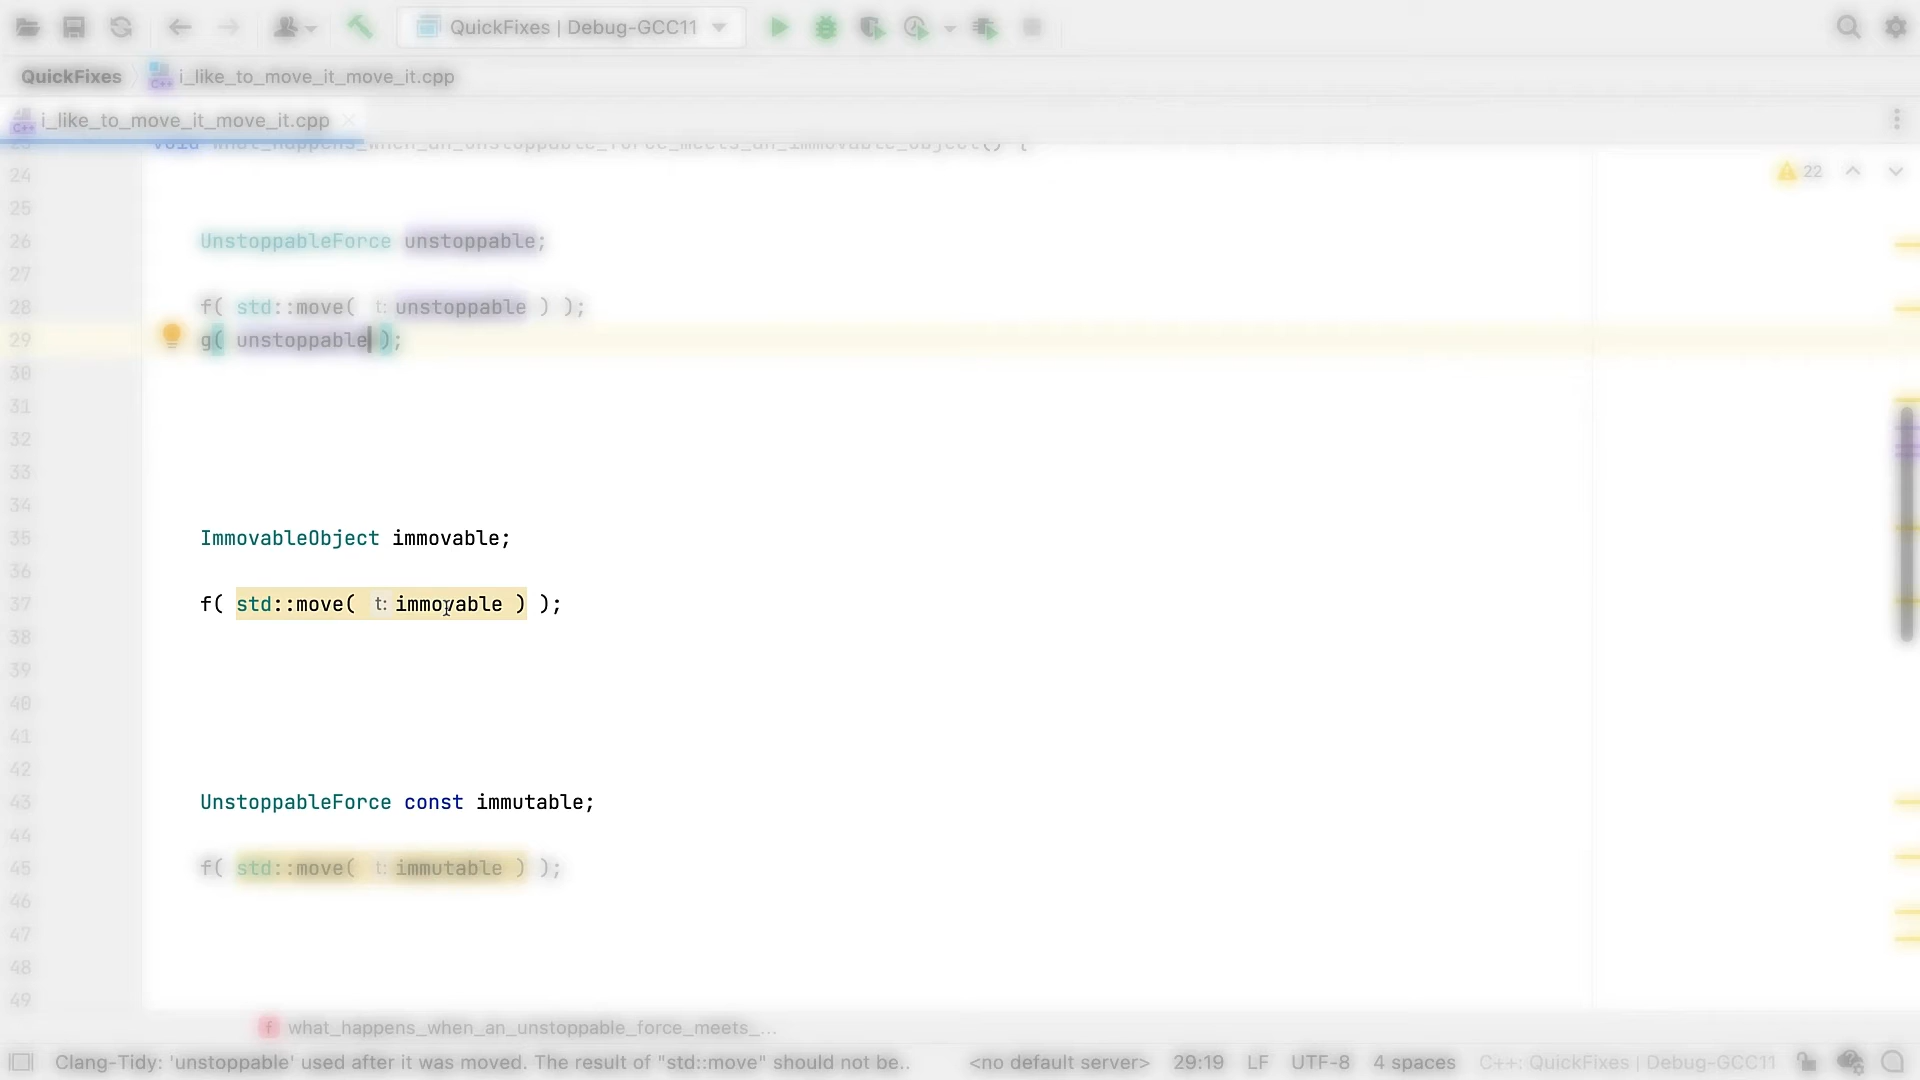 QuickFixes | Debug-GCC11
QuickFixes i_like_to_move_it_move_it.cpp
i_like_to_move_it_move_it.cpp
void what_happens_when_an_unstoppable_force_meets_an_immovable_object() {
24
22
25
26 UnstoppableForce unstoppable;
27
28 f( std::move( t: unstoppable ) );
29 g( unstoppable );
30
31
32
33
34
35 ImmovableObject immovable;
36
37 f( std::move( t: immovable ) );
38
39
40
41
42
43 UnstoppableForce const immutable;
44
45 f( std::move( t: immutable ) );
46
47
48
49
f what_happens_when_an_unstoppable_force_meets_...
Clang-Tidy: 'unstoppable' used after it was moved. The result of "std::move" should not be.. <no default server> 29:19 LF UTF-8 4 spaces C++: QuickFixes | Debug-GCC11